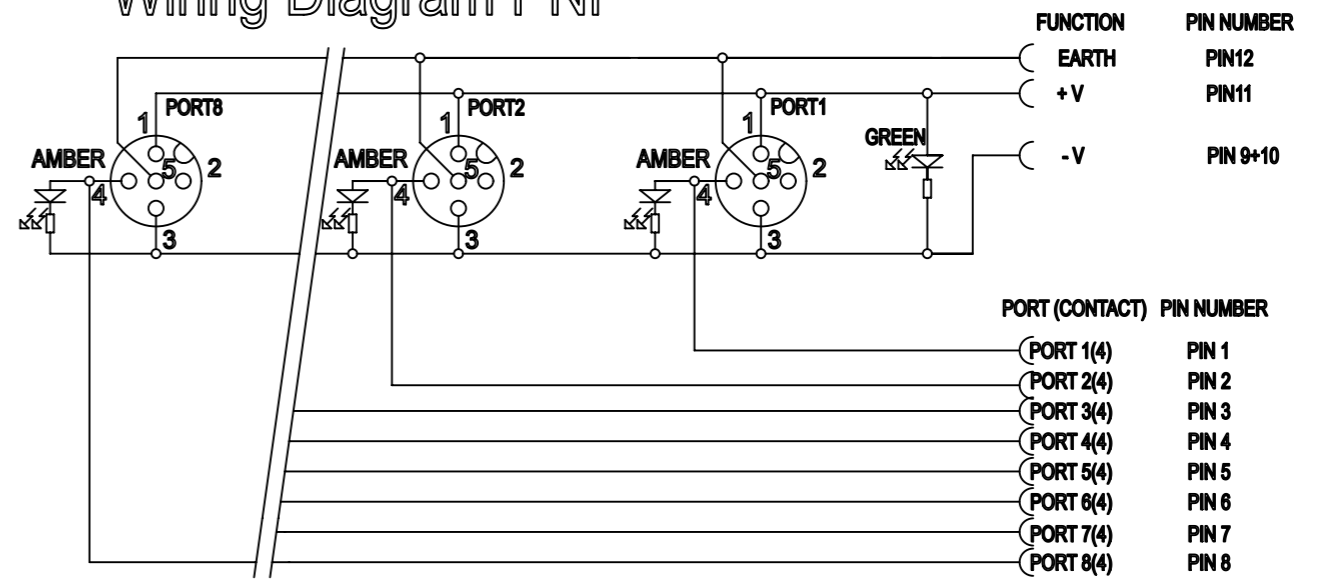 Wiring Diagram PNP
FUNCTION PIN NUMBER
EARTH PIN12
+V PIN11
-V PIN 9+10
PORT8
1
2
3
4
5
AMBER
PORT2
1
2
3
4
5
AMBER
PORT1
1
2
3
4
5
AMBER
GREEN
PORT (CONTACT) PIN NUMBER
PORT 1(4) PIN 1
PORT 2(4) PIN 2
PORT 3(4) PIN 3
PORT 4(4) PIN 4
PORT 5(4) PIN 5
PORT 6(4) PIN 6
PORT 7(4) PIN 7
PORT 8(4) PIN 8